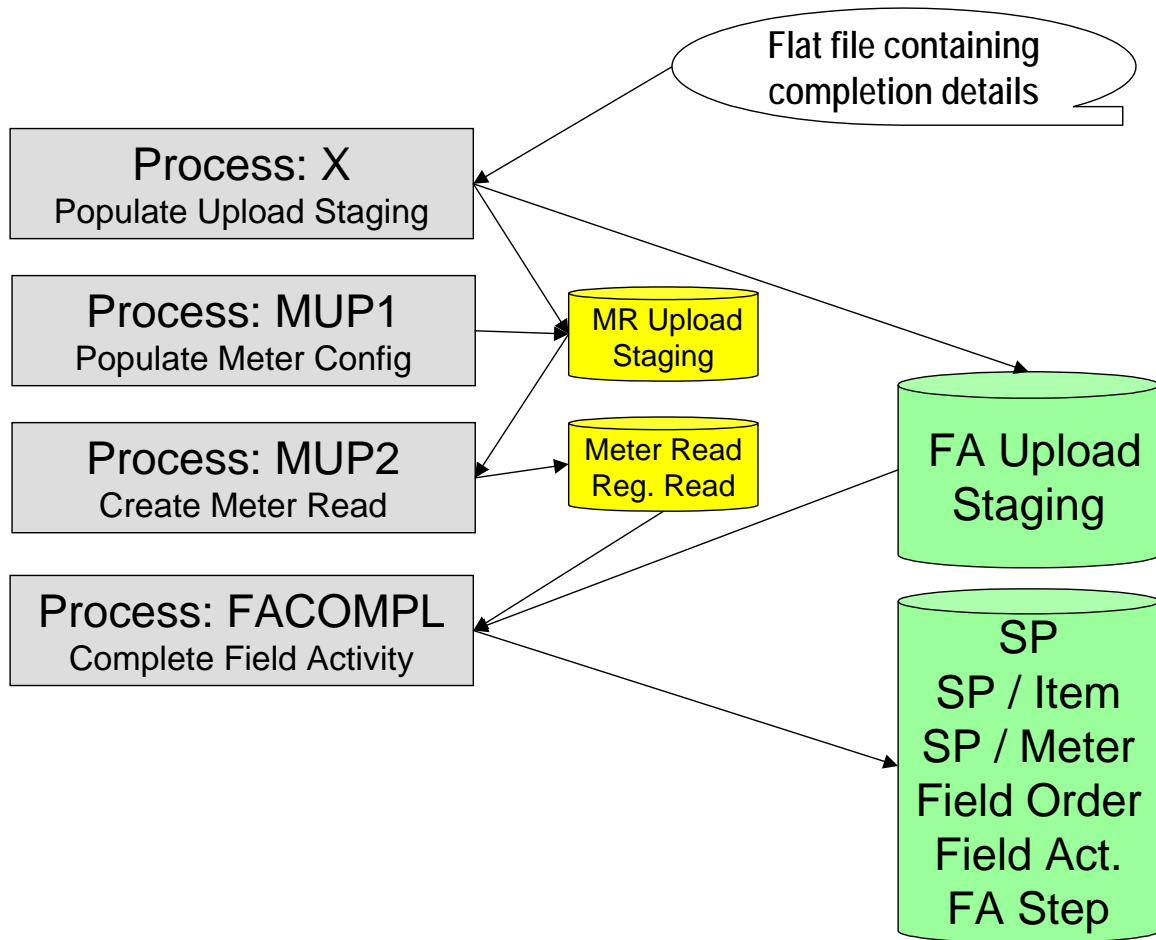 Flat file containing
completion details
Process: X
Populate Upload Staging
Process: MUP1
Populate Meter Config
MR Upload
Staging
Process: MUP2
Create Meter Read
Meter Read
Reg. Read
FA Upload
Staging
Process: FACOMPL
Complete Field Activity
SP
SP / Item
SP / Meter
Field Order
Field Act.
FA Step